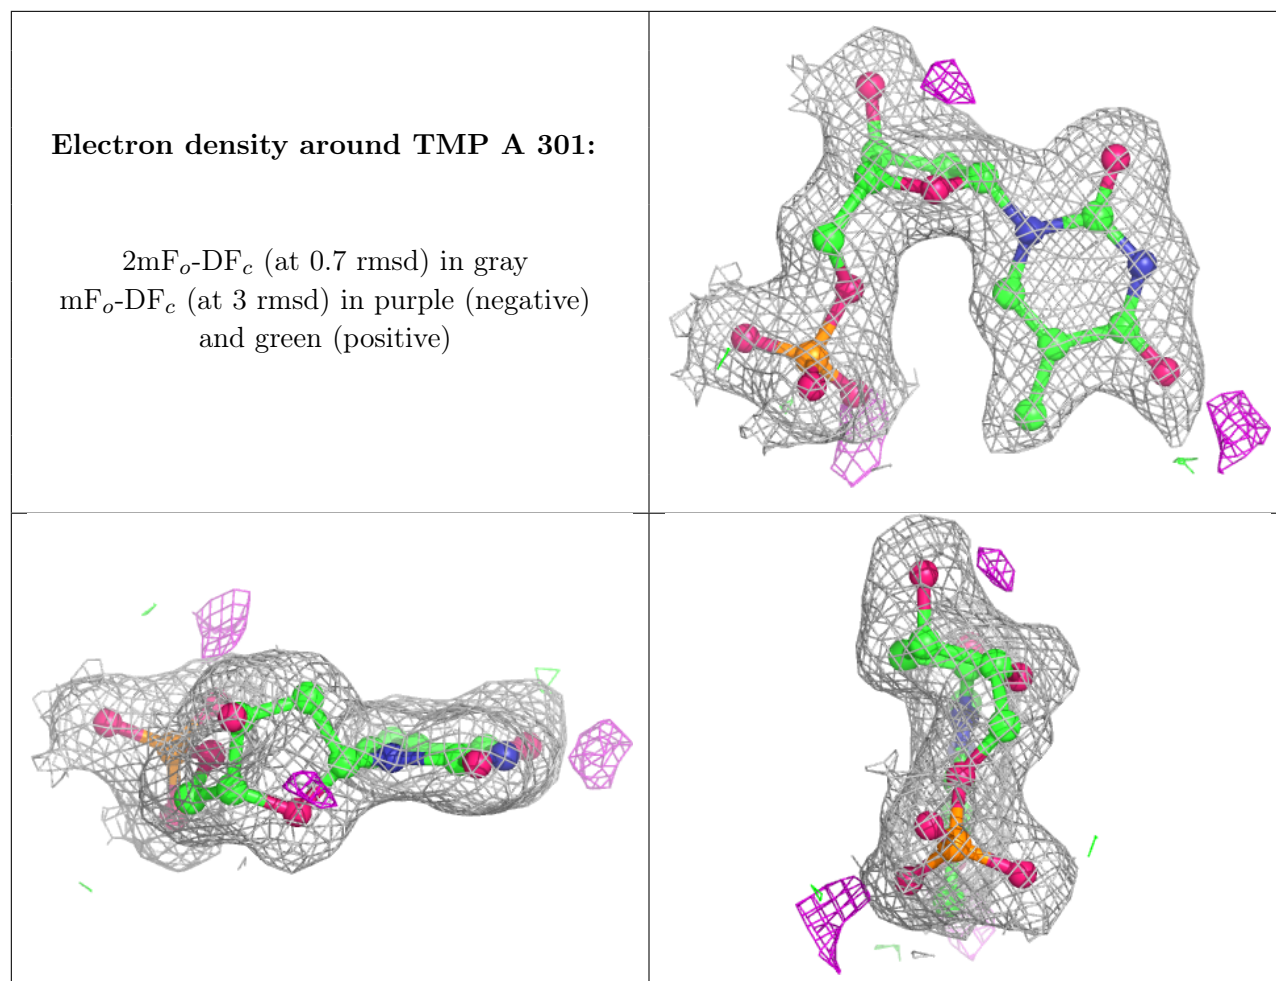 Electron density around TMP A 301:
2mFo-DFc (at 0.7 rmsd) in gray
mFo-DFc (at 3 rmsd) in purple (negative)
and green (positive)